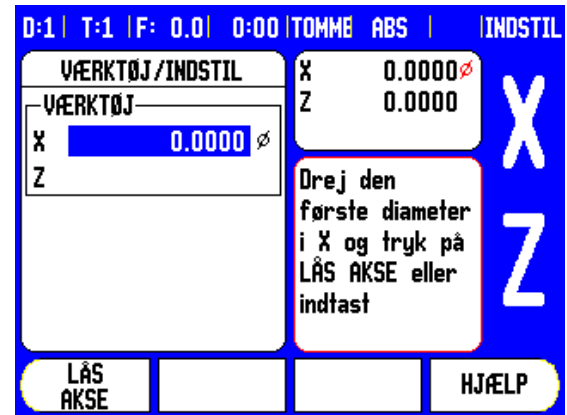 D:1 | T:1 | F: 0.0 | 0:00 | TOMME ABS | | INDSTIL
VÆRKTØJ/INDSTIL
VÆRKTØJ
X 0.0000 ø
Z
X 0.0000 ø
Z 0.0000
Drej den
første diameter
i X og tryk på
LÅS AKSE eller
indtast
X
Z
LÅS
AKSE
HJÆLP